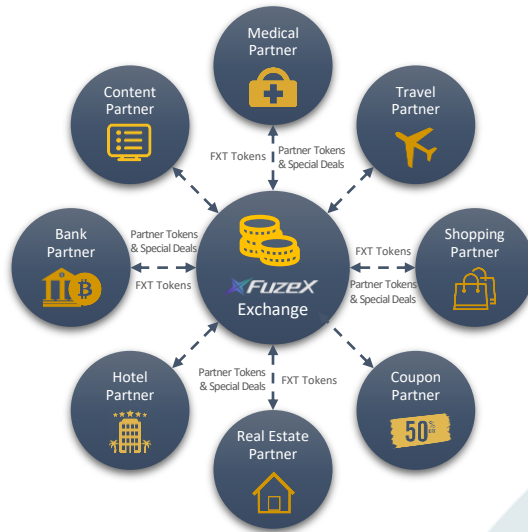 Medical
Partner
Content
Partner
Travel
Partner
FXT Tokens
Partner Tokens
& Special Deals
Bank
Partner
Partner Tokens
& Special Deals
FXT Tokens
FuzeX
Exchange
FXT Tokens
Partner Tokens
& Special Deals
Shopping
Partner
Hotel
Partner
Partner Tokens
& Special Deals
FXT Tokens
Coupon
Partner
50%
Real Estate
Partner